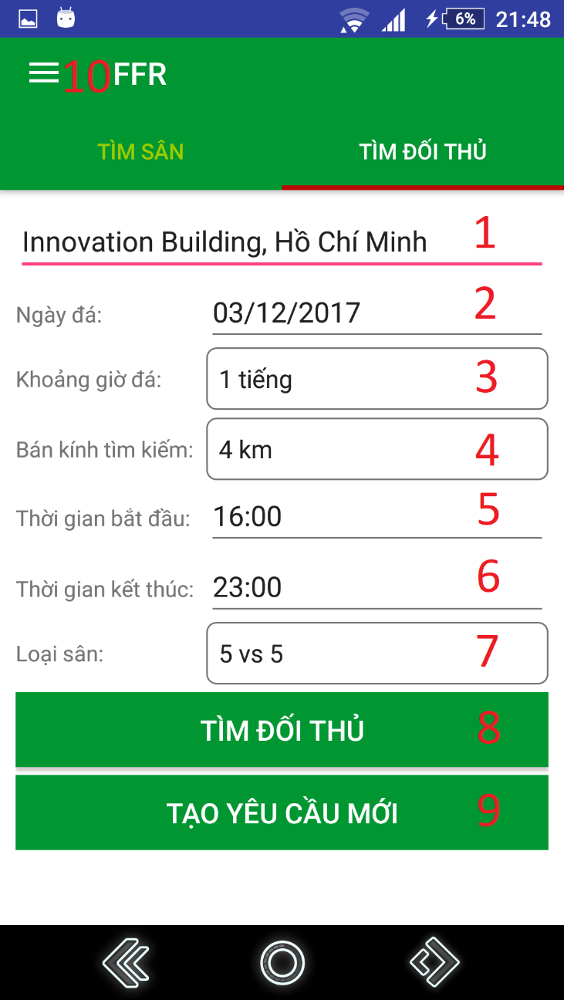 6% 21:48
10 FFR
TÌM SÂN TÌM ĐỐI THỦ
Innovation Building, Hồ Chí Minh 1
Ngày đá: 03/12/2017 2
Khoảng giờ đá: 1 tiếng 3
Bán kính tìm kiếm: 4 km 4
Thời gian bắt đầu: 16:00 5
Thời gian kết thúc: 23:00 6
Loại sân: 5 vs 5 7
TÌM ĐỐI THỦ 8
TẠO YÊU CẦU MỚI 9